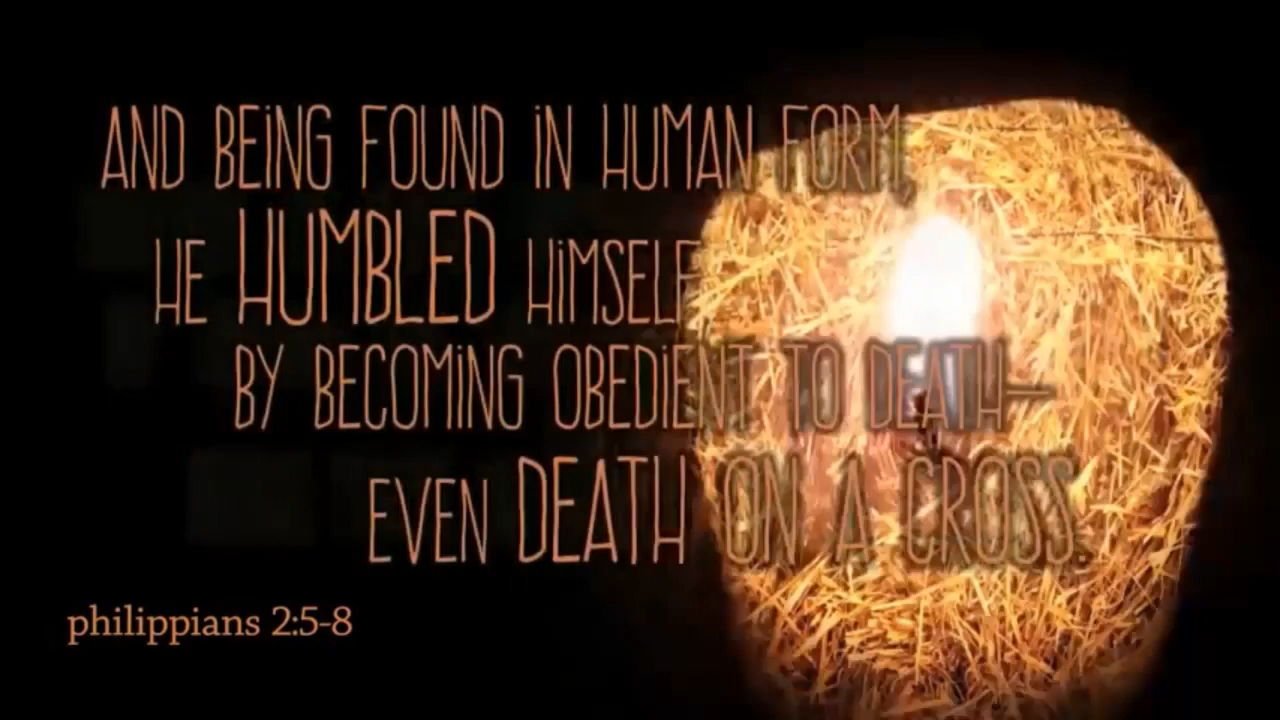 AND BEING FOUND IN HUMAN FORM,
HE HUMBLED HIMSELF
BY BECOMING OBEDIENT TO DEATH—
EVEN DEATH ON A CROSS.
philippians 2:5-8